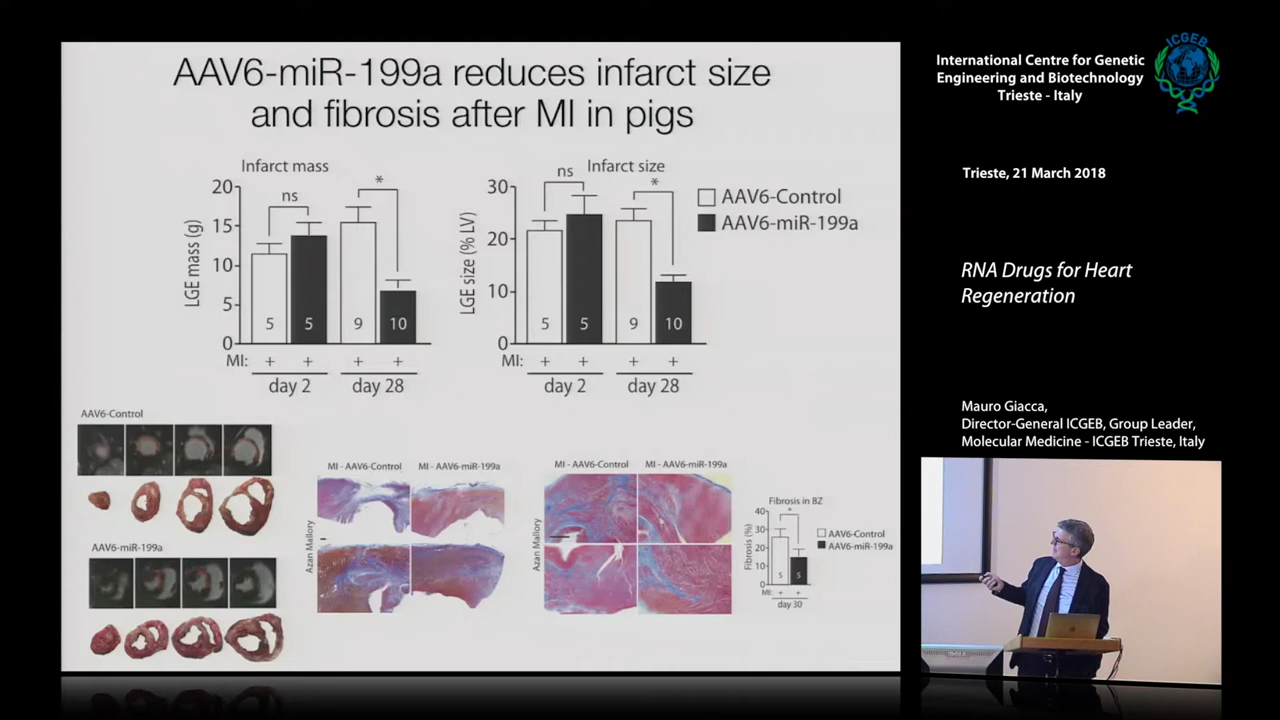 AAV6-miR-199a reduces infarct size
and fibrosis after MI in pigs
Infarct mass
LGE mass (g)
20
15
10
5
0
ns
*
5
5
9
10
MI:
+
+
+
+
day 2
day 28
Infarct size
LGE size (% LV)
30
20
10
0
ns
*
5
5
9
10
MI:
+
+
+
+
day 2
day 28
AAV6-Control
AAV6-miR-199a
AAV6-Control
AAV6-miR-199a
MI - AAV6-Control
MI - AAV6-miR-199a
Azan Mallory
MI - AAV6-Control
MI - AAV6-miR-199a
Azan Mallory
Fibrosis in BZ
Fibrosis (%)
40
30
20
10
0
*
5
5
MI:
+
+
day 30
AAV6-Control
AAV6-miR-199a
International Centre for Genetic
Engineering and Biotechnology
Trieste - Italy
ICGEB
Trieste, 21 March 2018
RNA Drugs for Heart
Regeneration
Mauro Giacca,
Director-General ICGEB, Group Leader,
Molecular Medicine - ICGEB Trieste, Italy
ICGEB